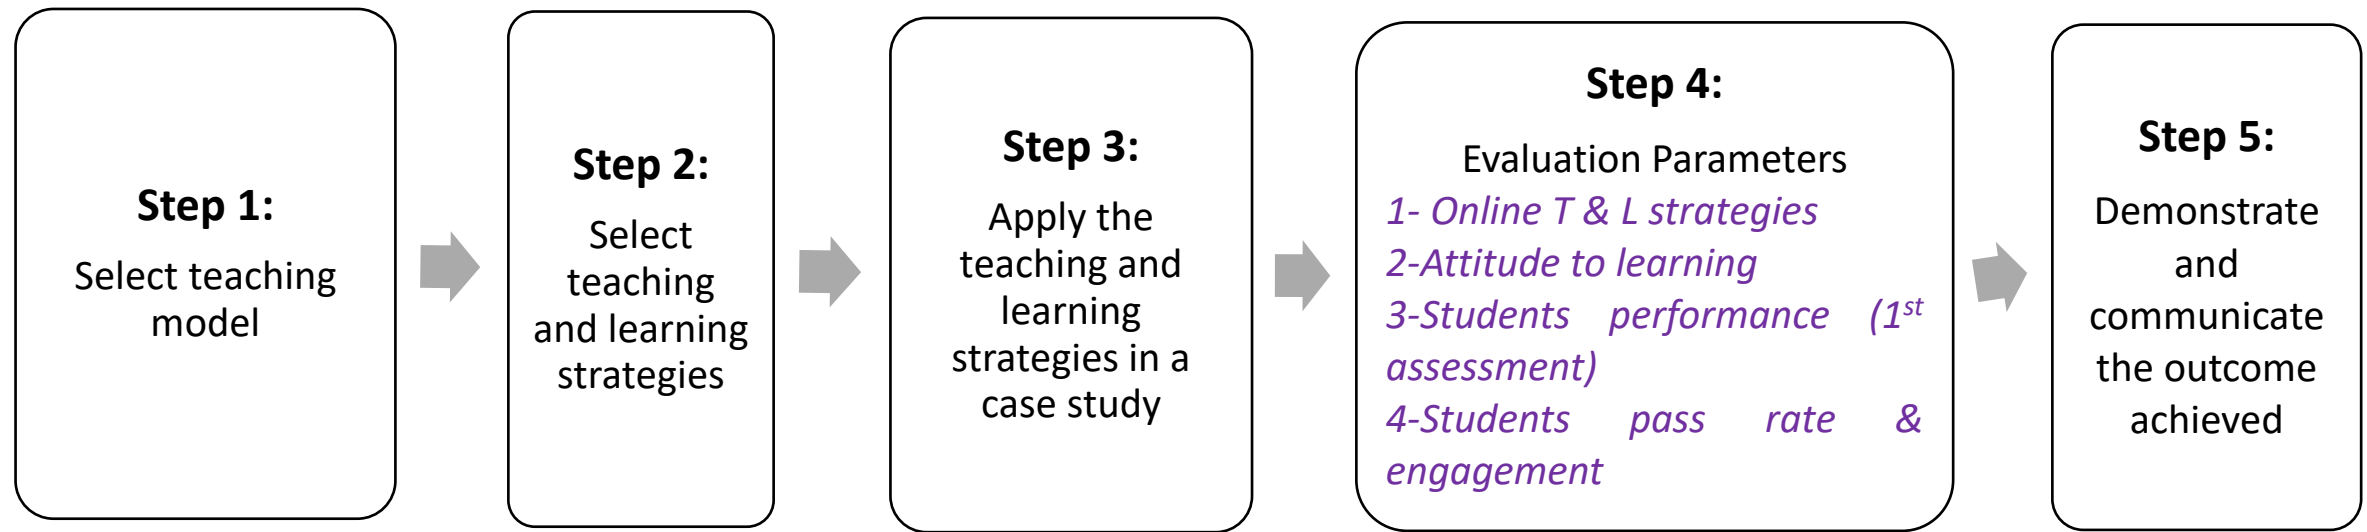 Step 1:
Select teaching
model
Step 2:
Select
teaching
and learning
strategies
Step 3:
Apply the
teaching and
learning
strategies in a
case study
Step 4:
Evaluation Parameters
1- Online T & L strategies
2-Attitude to learning
3-Students performance (1st
assessment)
4-Students pass rate &
engagement
Step 5:
Demonstrate
and
communicate
the outcome
achieved